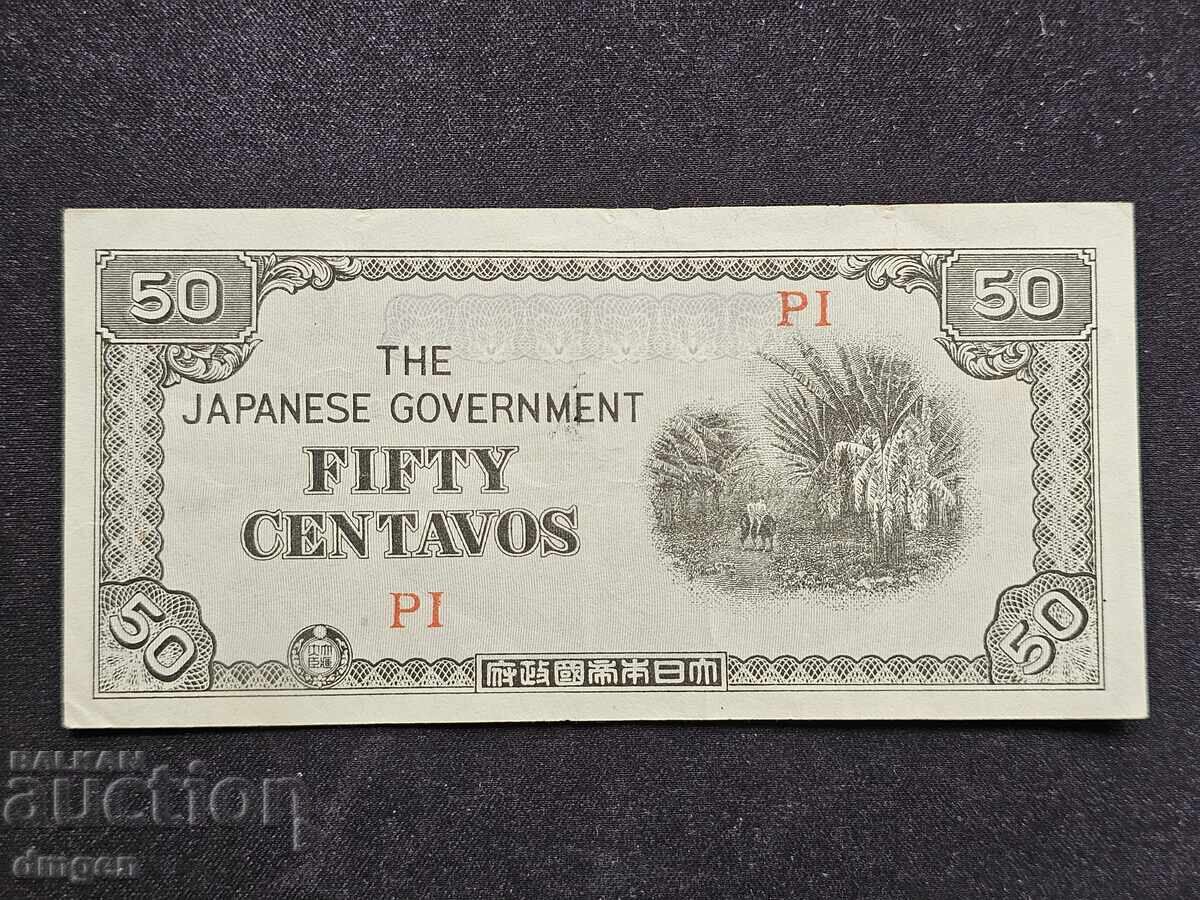 50
50
PI
THE
JAPANESE GOVERNMENT
FIFTY
CENTAVOS
PI
50
50
府政國帝本日大
BALKAN
auction
dmpen